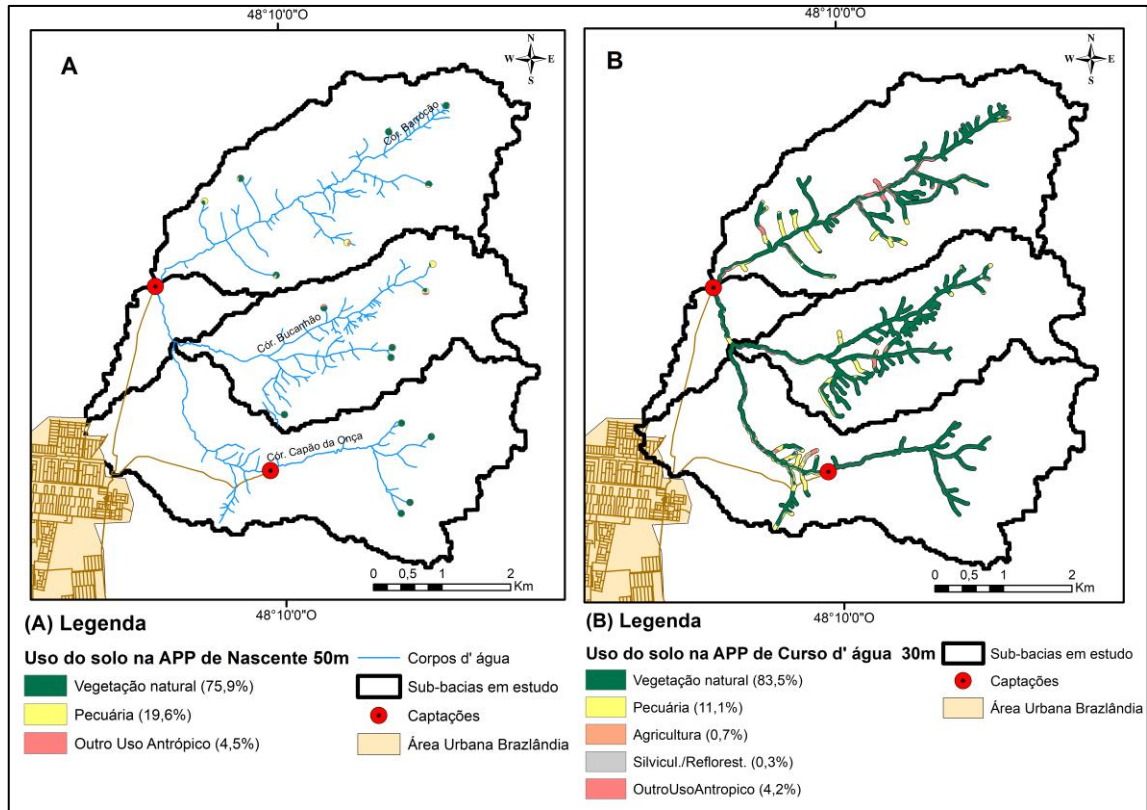 48°10'0"O
A
N
W E
S
Cór. Barrocão
Cór. Bucanhão
Cór. Capão da Onça
0 0,5 1 2
Km
48°10'0"O
(A) Legenda
Uso do solo na APP de Nascente 50m
Vegetação natural (75,9%)
Pecuária (19,6%)
Outro Uso Antrópico (4,5%)
Corpos d' água
Sub-bacias em estudo
Captações
Área Urbana Brazlândia
48°10'0"O
B
N
W E
S
0 0,5 1 2
Km
48°10'0"O
(B) Legenda
Uso do solo na APP de Curso d' água 30m
Vegetação natural (83,5%)
Pecuária (11,1%)
Agricultura (0,7%)
Silvicul./Reflorest. (0,3%)
OutroUsoAntropico (4,2%)
Sub-bacias em estudo
Captações
Área Urbana Brazlândia